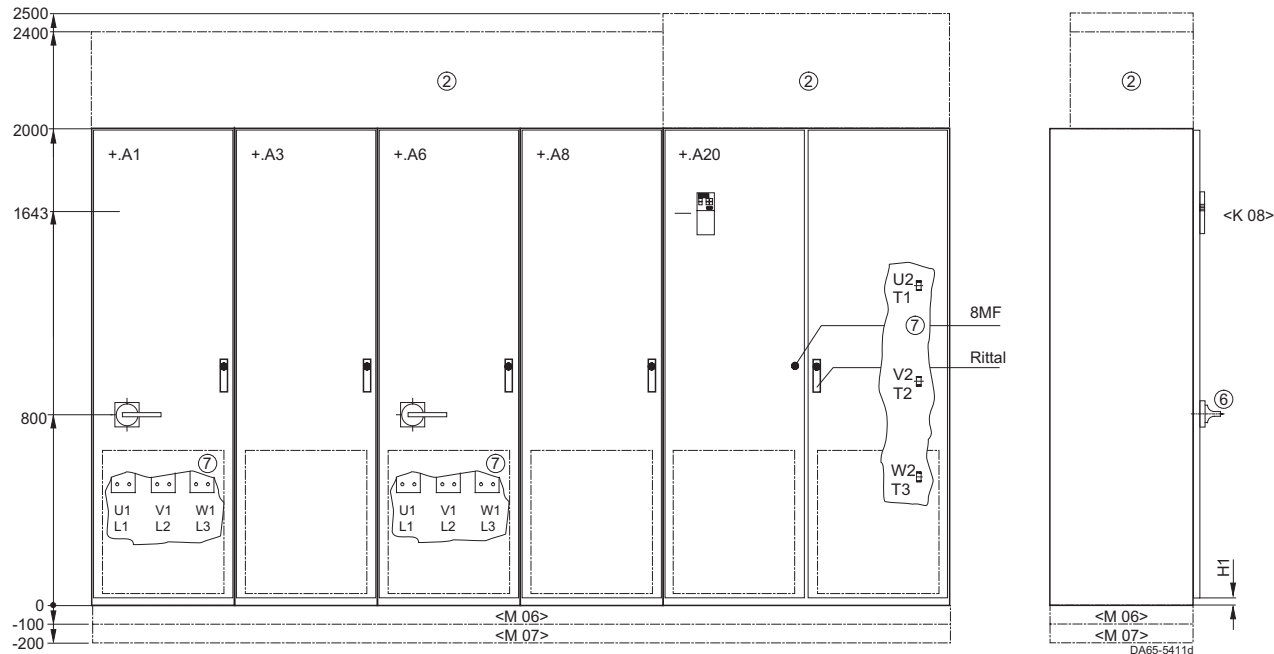 2500
2400
② ② ②
2000
+.A1 +.A3 +.A6 +.A8 +.A20
1643
<K 08>
U2
T1
⑦
8MF
Rittal
V2
T2
800
⑥
⑦ ⑦
W2
T3
U1 V1 W1 U1 V1 W1
L1 L2 L3 L1 L2 L3
H1
0
<M 06> <M 06>
-100
<M 07> <M 07>
-200
DA65-5411d